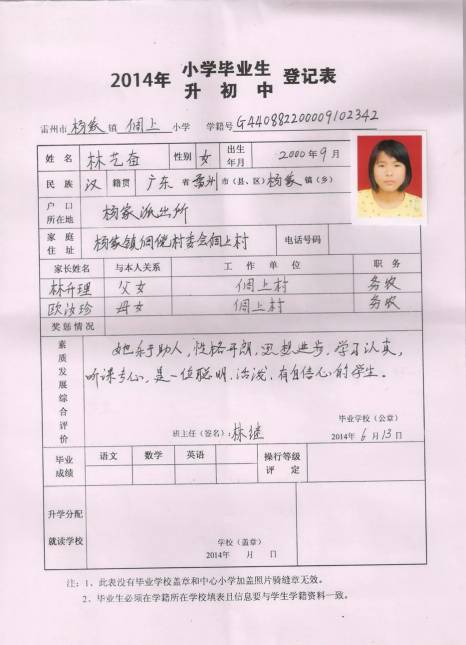 2014年 小学毕业生升初中 登记表
雷州市 杨家 镇 倜上 小学 学籍号 G440882200009102342
姓名 林艺奋 性别 女 出生年月 2000年9月
民族 汉 籍贯 广东 省 雷州 市（县、区） 杨家 镇（乡）
户口所在地 杨家派出所
家庭住址 杨家镇倜侥村委会倜上村 电话号码
家长姓名 与本人关系 工作单位 职务
林升理 父女 倜上村 务农
欧汝珍 母女 倜上村 务农
奖惩情况
素质发展综合评价
她乐于助人，性格开朗，思想进步，学习认真，
听课专心，是一位聪明，活泼，有自信心的学生。
毕业学校（公章）
班主任（签名）：林继 2014年6月13日
毕业成绩 语文 数学 英语 操行等级评定
升学分配就读学校
学校（盖章）
2014年 月 日
注：1、此表没有毕业学校盖章和中心小学加盖照片骑缝章无效。
2、毕业生必须在学籍所在学校填表且信息要与学生学籍资料一致。